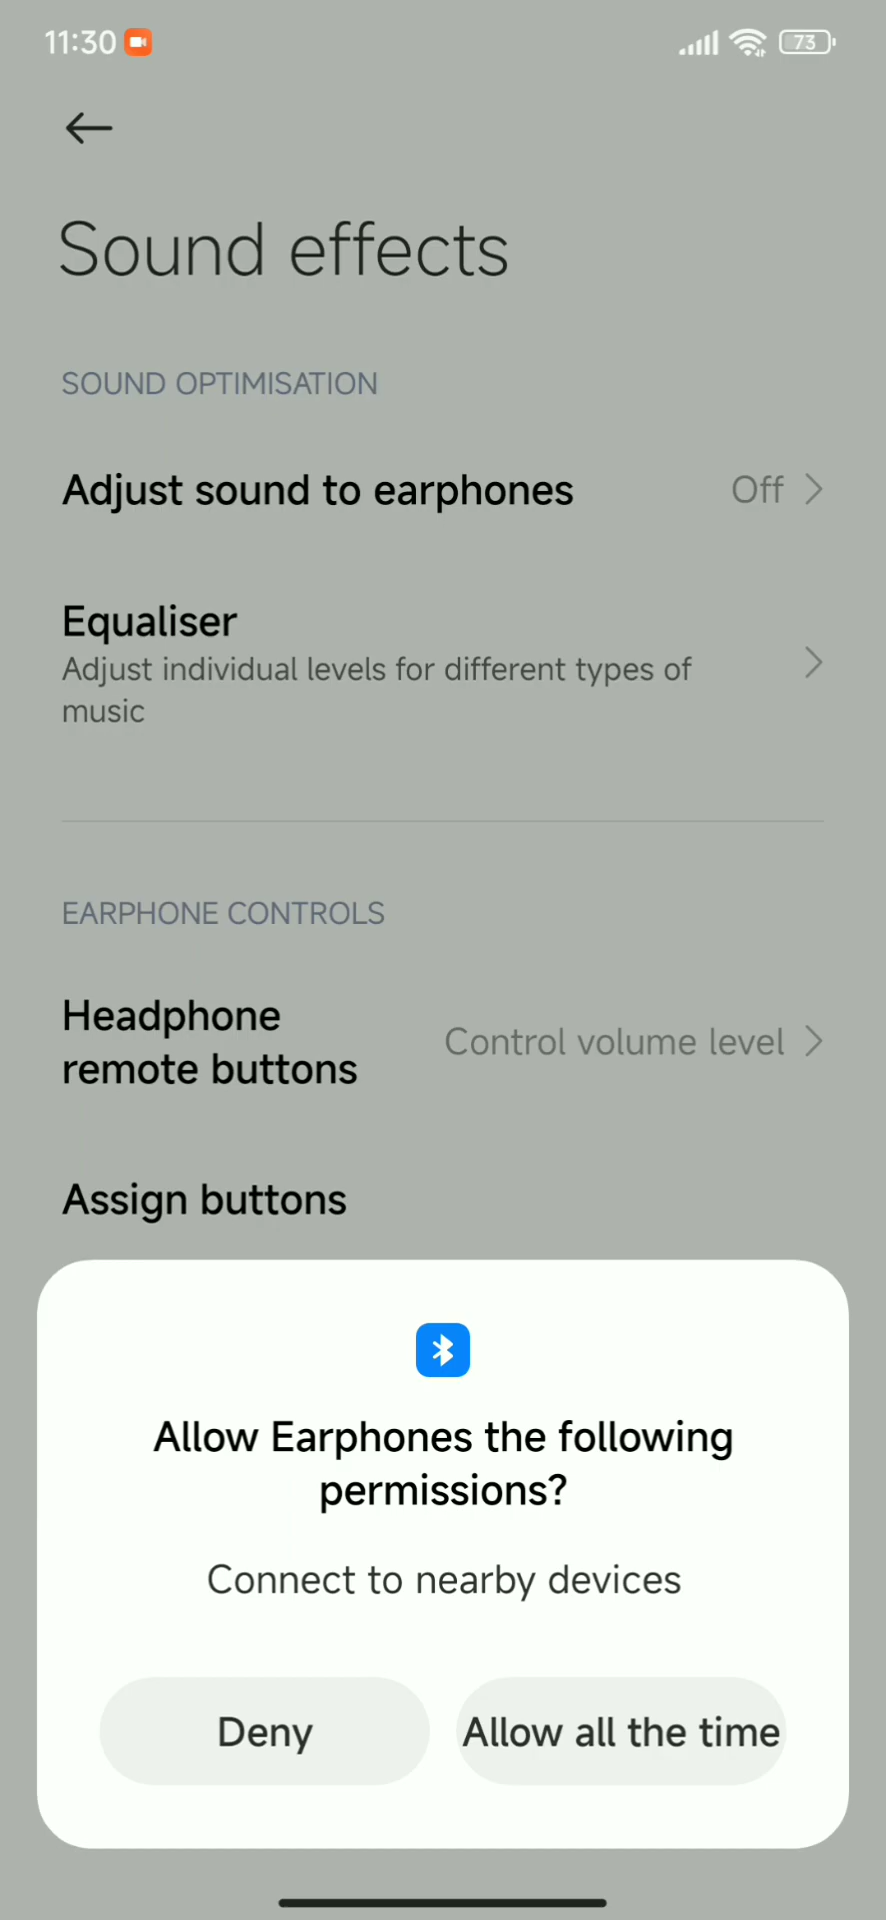 11:30
73
Sound effects
SOUND OPTIMISATION
Adjust sound to earphones
Off
Equaliser
Adjust individual levels for different types of
music
EARPHONE CONTROLS
Headphone
remote buttons
Control volume level
Assign buttons
Allow Earphones the following
permissions?
Connect to nearby devices
Deny
Allow all the time